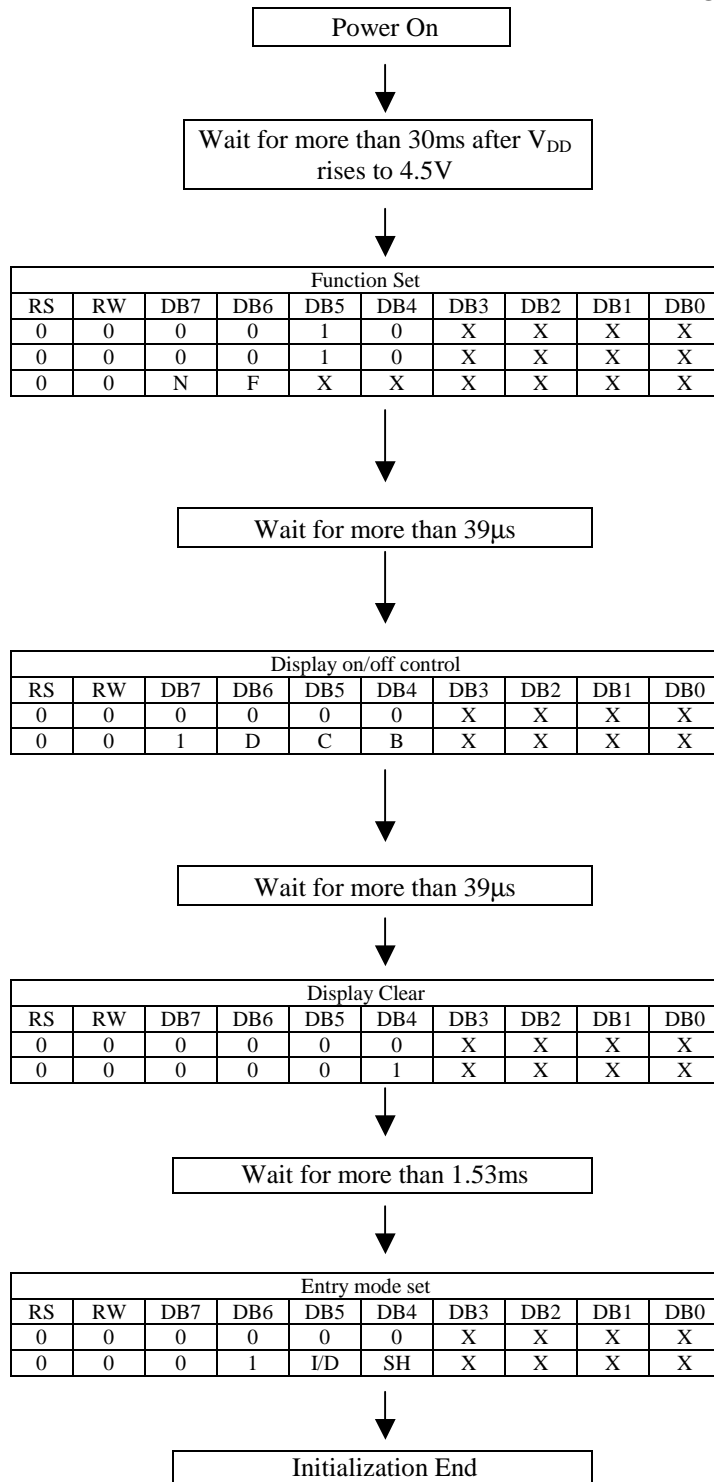 Power On
Wait for more than 30ms after VDD
rises to 4.5V
Function Set
RS RW DB7 DB6 DB5 DB4 DB3 DB2 DB1 DB0
0 0 0 0 1 0 X X X X
0 0 0 0 1 0 X X X X
0 0 N F X X X X X X
Wait for more than 39µs
Display on/off control
RS RW DB7 DB6 DB5 DB4 DB3 DB2 DB1 DB0
0 0 0 0 0 0 X X X X
0 0 1 D C B X X X X
Wait for more than 39µs
Display Clear
RS RW DB7 DB6 DB5 DB4 DB3 DB2 DB1 DB0
0 0 0 0 0 0 X X X X
0 0 0 0 0 1 X X X X
Wait for more than 1.53ms
Entry mode set
RS RW DB7 DB6 DB5 DB4 DB3 DB2 DB1 DB0
0 0 0 0 0 0 X X X X
0 0 0 1 I/D SH X X X X
Initialization End